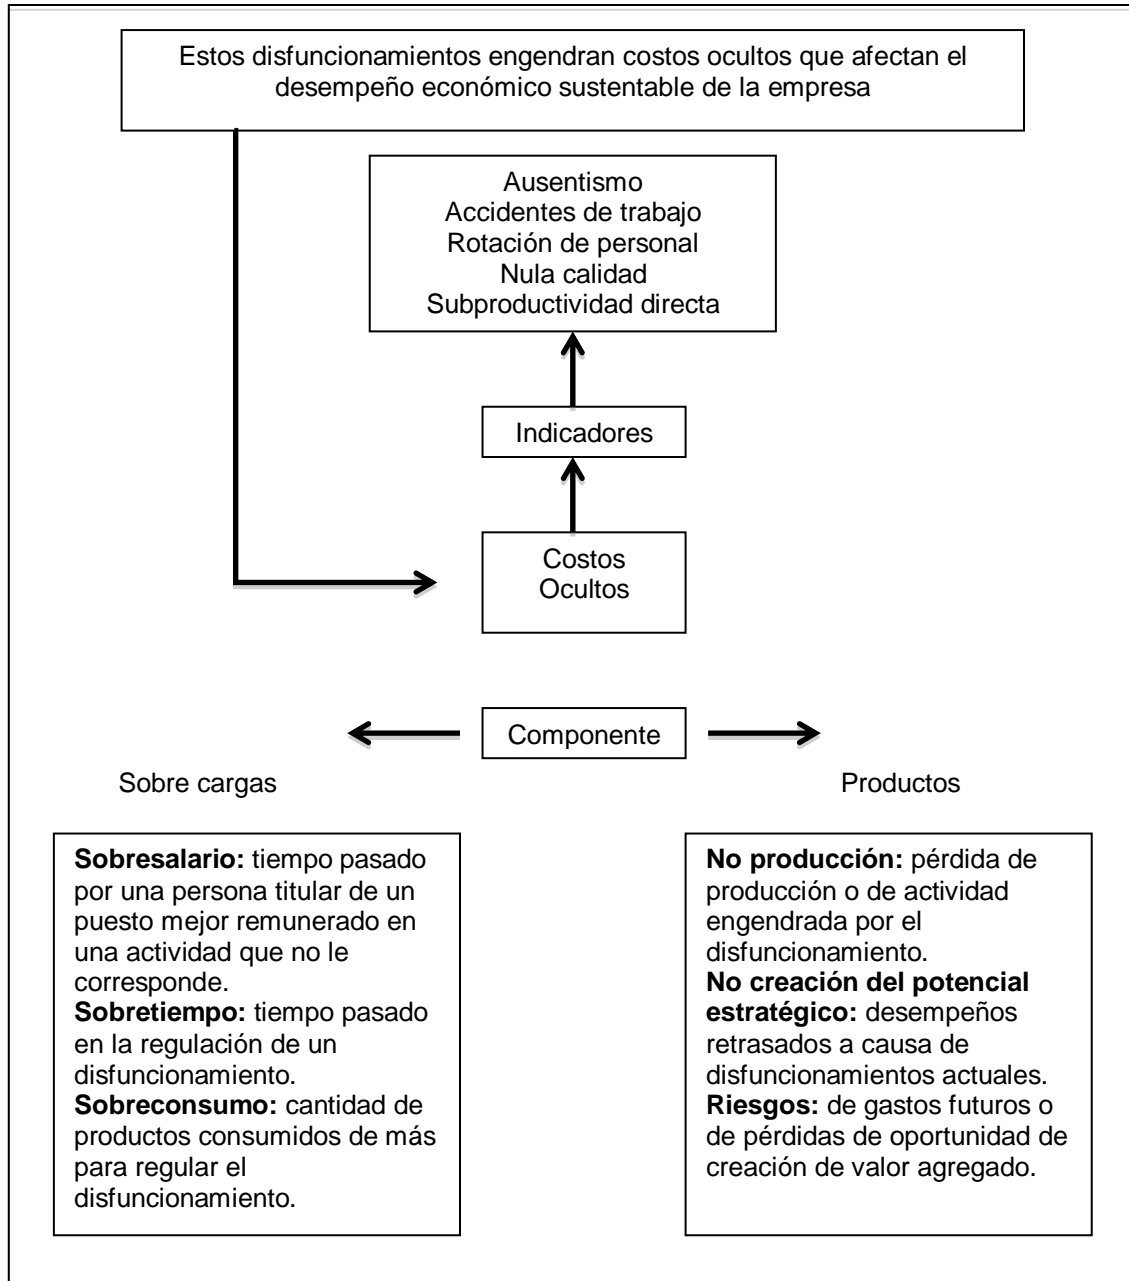 Estos disfuncionamientos engendran costos ocultos que afectan el
desempeño económico sustentable de la empresa
Ausentismo
Accidentes de trabajo
Rotación de personal
Nula calidad
Subproductividad directa
Indicadores
Costos
Ocultos
Componente
Sobre cargas
Productos
Sobresalario: tiempo pasado
por una persona titular de un
puesto mejor remunerado en
una actividad que no le
corresponde.
Sobretiempo: tiempo pasado
en la regulación de un
disfuncionamiento.
Sobreconsumo: cantidad de
productos consumidos de más
para regular el
disfuncionamiento.
No producción: pérdida de
producción o de actividad
engendrada por el
disfuncionamiento.
No creación del potencial
estratégico: desempeños
retrasados a causa de
disfuncionamientos actuales.
Riesgos: de gastos futuros o
de pérdidas de oportunidad de
creación de valor agregado.